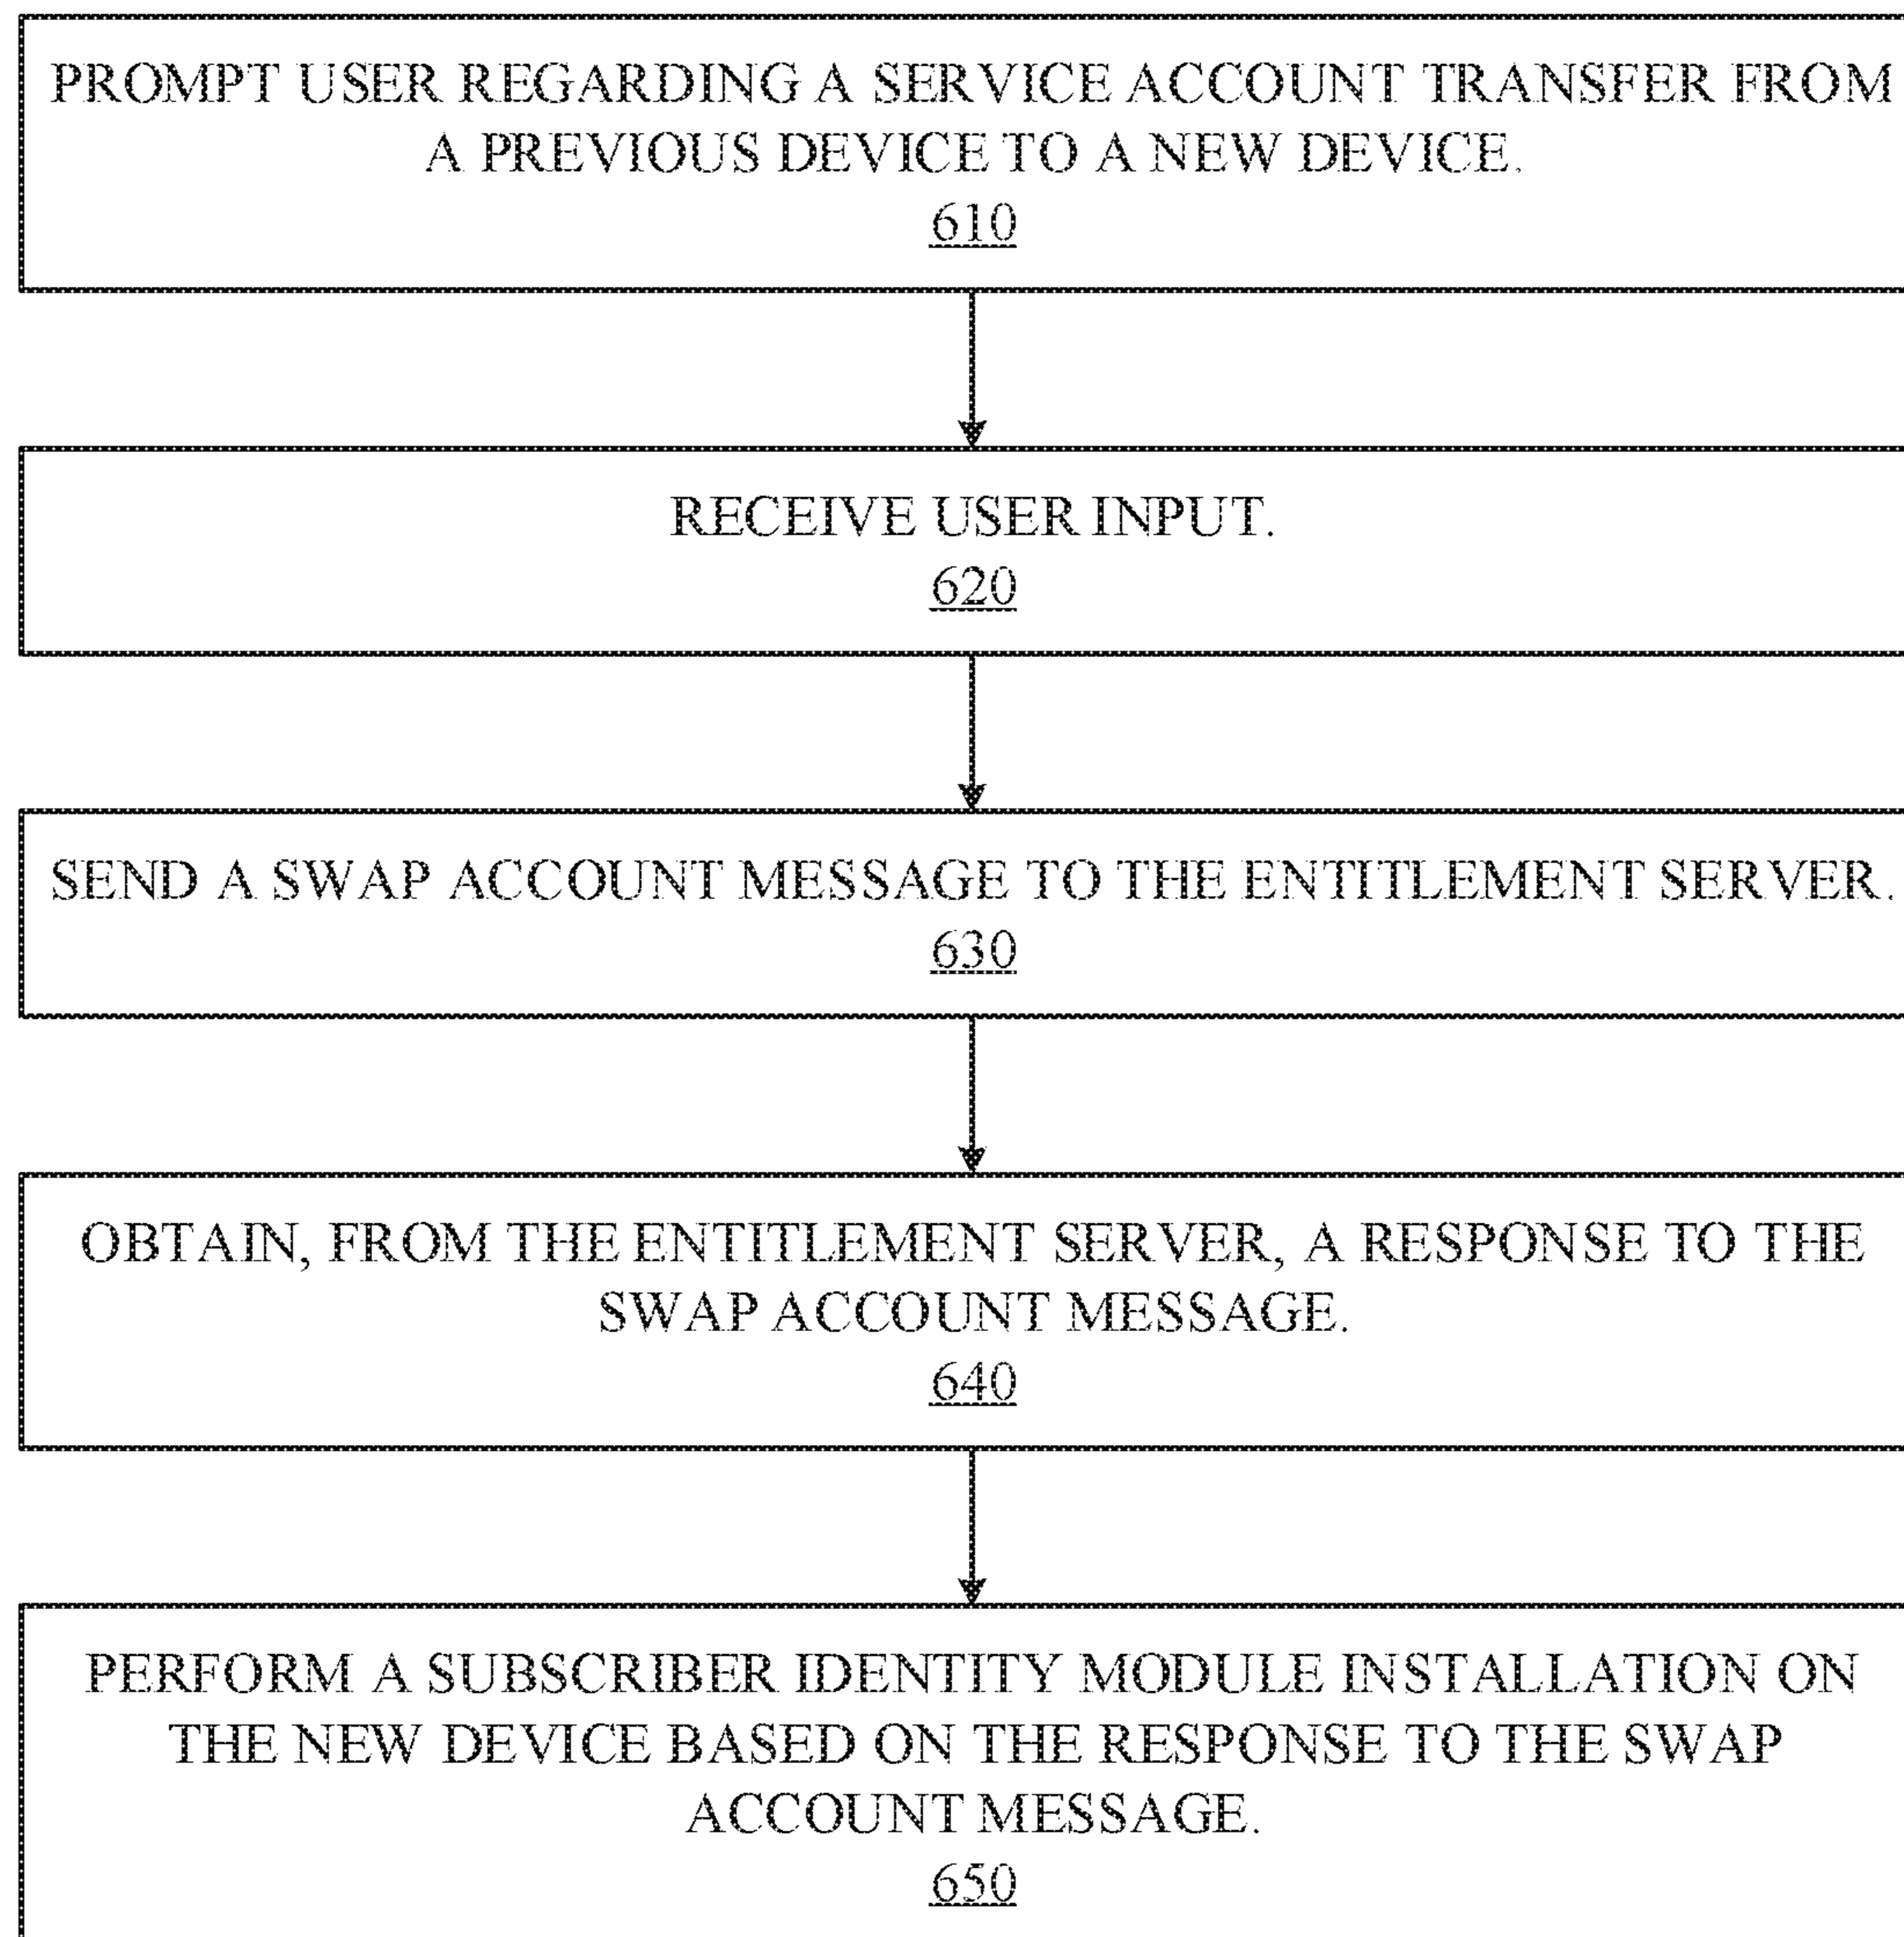 PROMPT USER REGARDING A SERVICE ACCOUNT TRANSFER FROM
A PREVIOUS DEVICE TO A NEW DEVICE.
610
RECEIVE USER INPUT.
620
SEND A SWAP ACCOUNT MESSAGE TO THE ENTITLEMENT SERVER.
630
OBTAIN, FROM THE ENTITLEMENT SERVER, A RESPONSE TO THE
SWAP ACCOUNT MESSAGE.
640
PERFORM A SUBSCRIBER IDENTITY MODULE INSTALLATION ON
THE NEW DEVICE BASED ON THE RESPONSE TO THE SWAP
ACCOUNT MESSAGE.
650